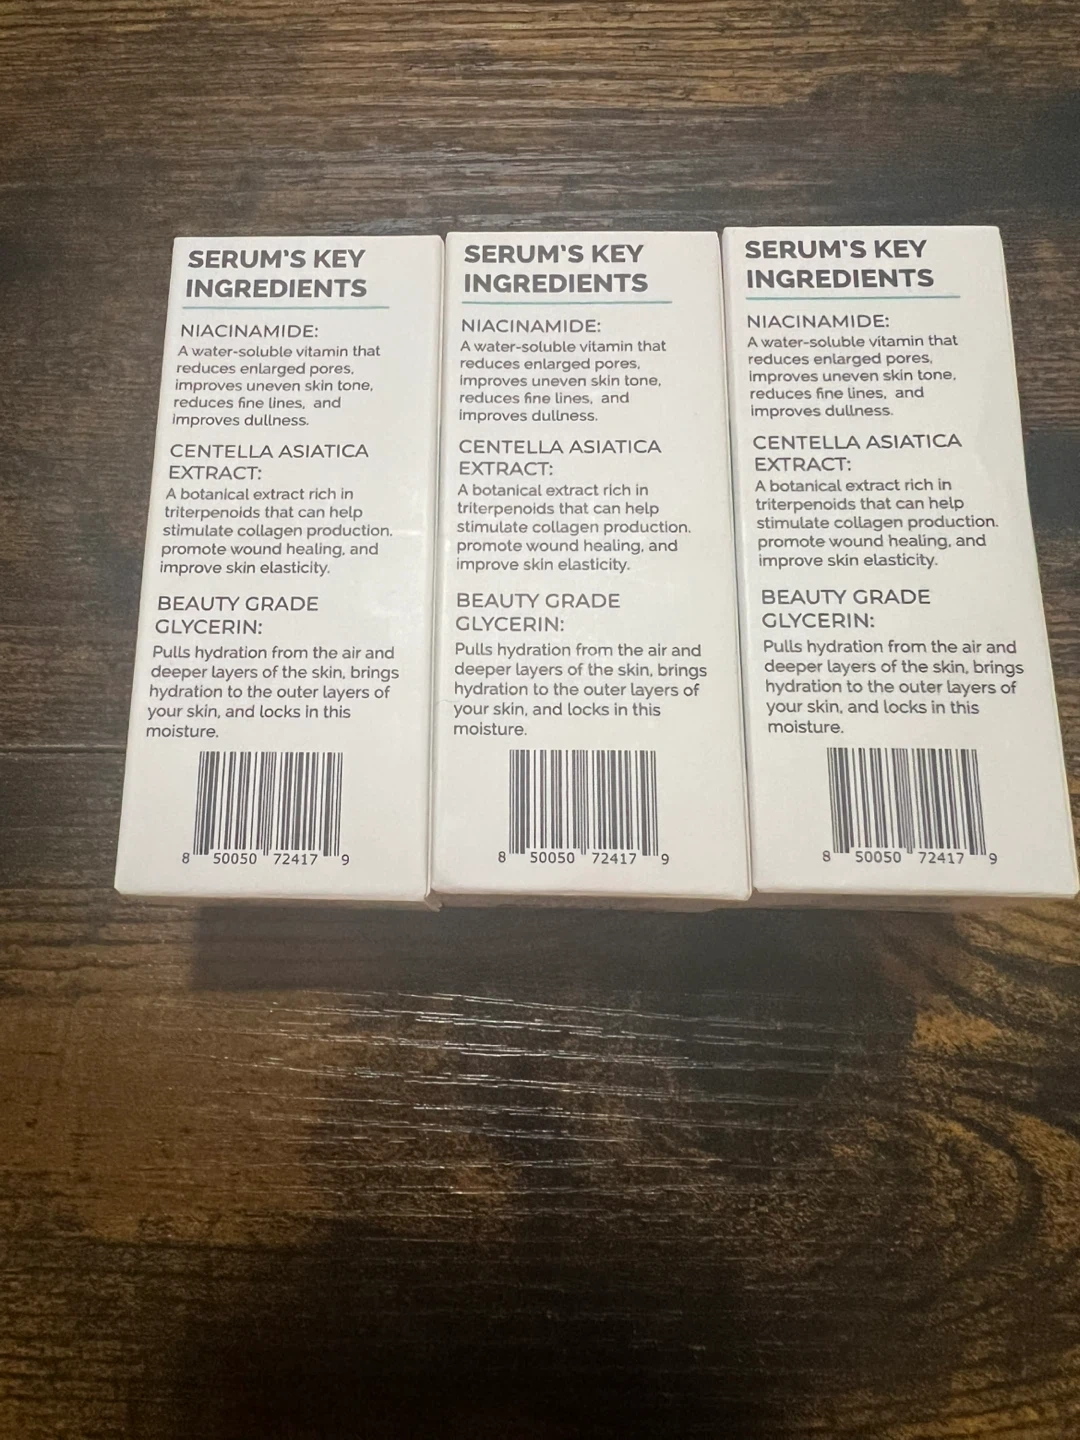 SERUM'S KEY
INGREDIENTS
NIACINAMIDE:
A water-soluble vitamin that
reduces enlarged pores,
improves uneven skin tone,
reduces fine lines, and
improves dullness.
CENTELLA ASIATICA
EXTRACT:
A botanical extract rich in
triterpenoids that can help
stimulate collagen production.
promote wound healing, and
improve skin elasticity.
BEAUTY GRADE
GLYCERIN:
Pulls hydration from the air and
deeper layers of the skin, brings
hydration to the outer layers of
your skin, and locks in this
moisture.
8 50050 72417 9
SERUM'S KEY
INGREDIENTS
NIACINAMIDE:
A water-soluble vitamin that
reduces enlarged pores,
improves uneven skin tone,
reduces fine lines, and
improves dullness.
CENTELLA ASIATICA
EXTRACT:
A botanical extract rich in
triterpenoids that can help
stimulate collagen production.
promote wound healing, and
improve skin elasticity.
BEAUTY GRADE
GLYCERIN:
Pulls hydration from the air and
deeper layers of the skin, brings
hydration to the outer layers of
your skin, and locks in this
moisture.
8 50050 72417 9
SERUM'S KEY
INGREDIENTS
NIACINAMIDE:
A water-soluble vitamin that
reduces enlarged pores,
improves uneven skin tone,
reduces fine lines, and
improves dullness.
CENTELLA ASIATICA
EXTRACT:
A botanical extract rich in
triterpenoids that can help
stimulate collagen production.
promote wound healing, and
improve skin elasticity.
BEAUTY GRADE
GLYCERIN:
Pulls hydration from the air and
deeper layers of the skin, brings
hydration to the outer layers of
your skin, and locks in this
moisture.
8 50050 72417 9